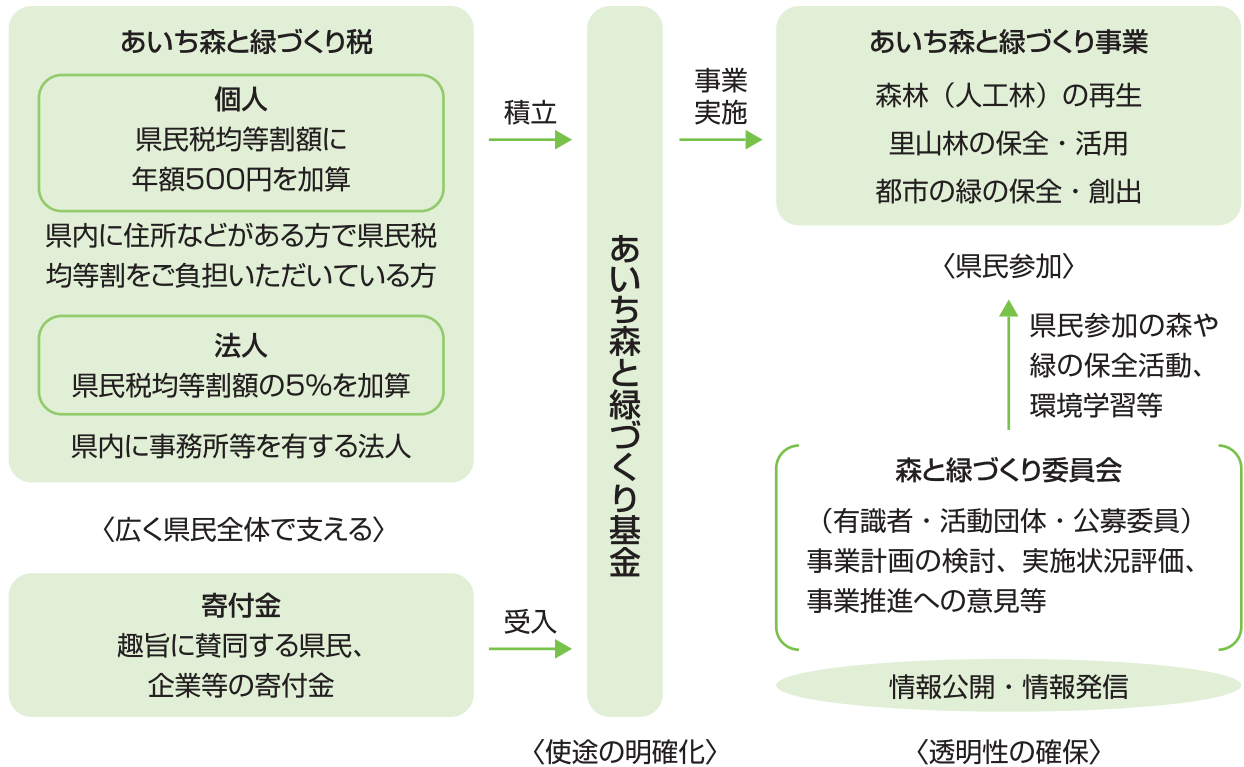 あいち森と緑づくり税
個人
県民税均等割額に
年額500円を加算
県内に住所などがある方で県民税
均等割をご負担いただいている方
法人
県民税均等割額の5%を加算
県内に事務所等を有する法人
〈広く県民全体で支える〉
寄付金
趣旨に賛同する県民、
企業等の寄付金
積立
受入
あいち森と緑づくり基金
〈使途の明確化〉
事業
実施
あいち森と緑づくり事業
森林（人工林）の再生
里山林の保全・活用
都市の緑の保全・創出
〈県民参加〉
県民参加の森や
緑の保全活動、
環境学習等
森と緑づくり委員会
（有識者・活動団体・公募委員）
事業計画の検討、実施状況評価、
事業推進への意見等
情報公開・情報発信
〈透明性の確保〉